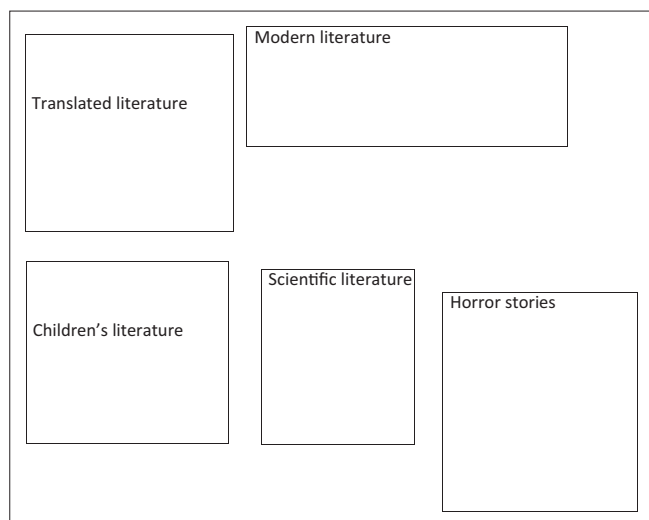 Modern literature
Translated literature
Scientific literature
Horror stories
Children’s literature